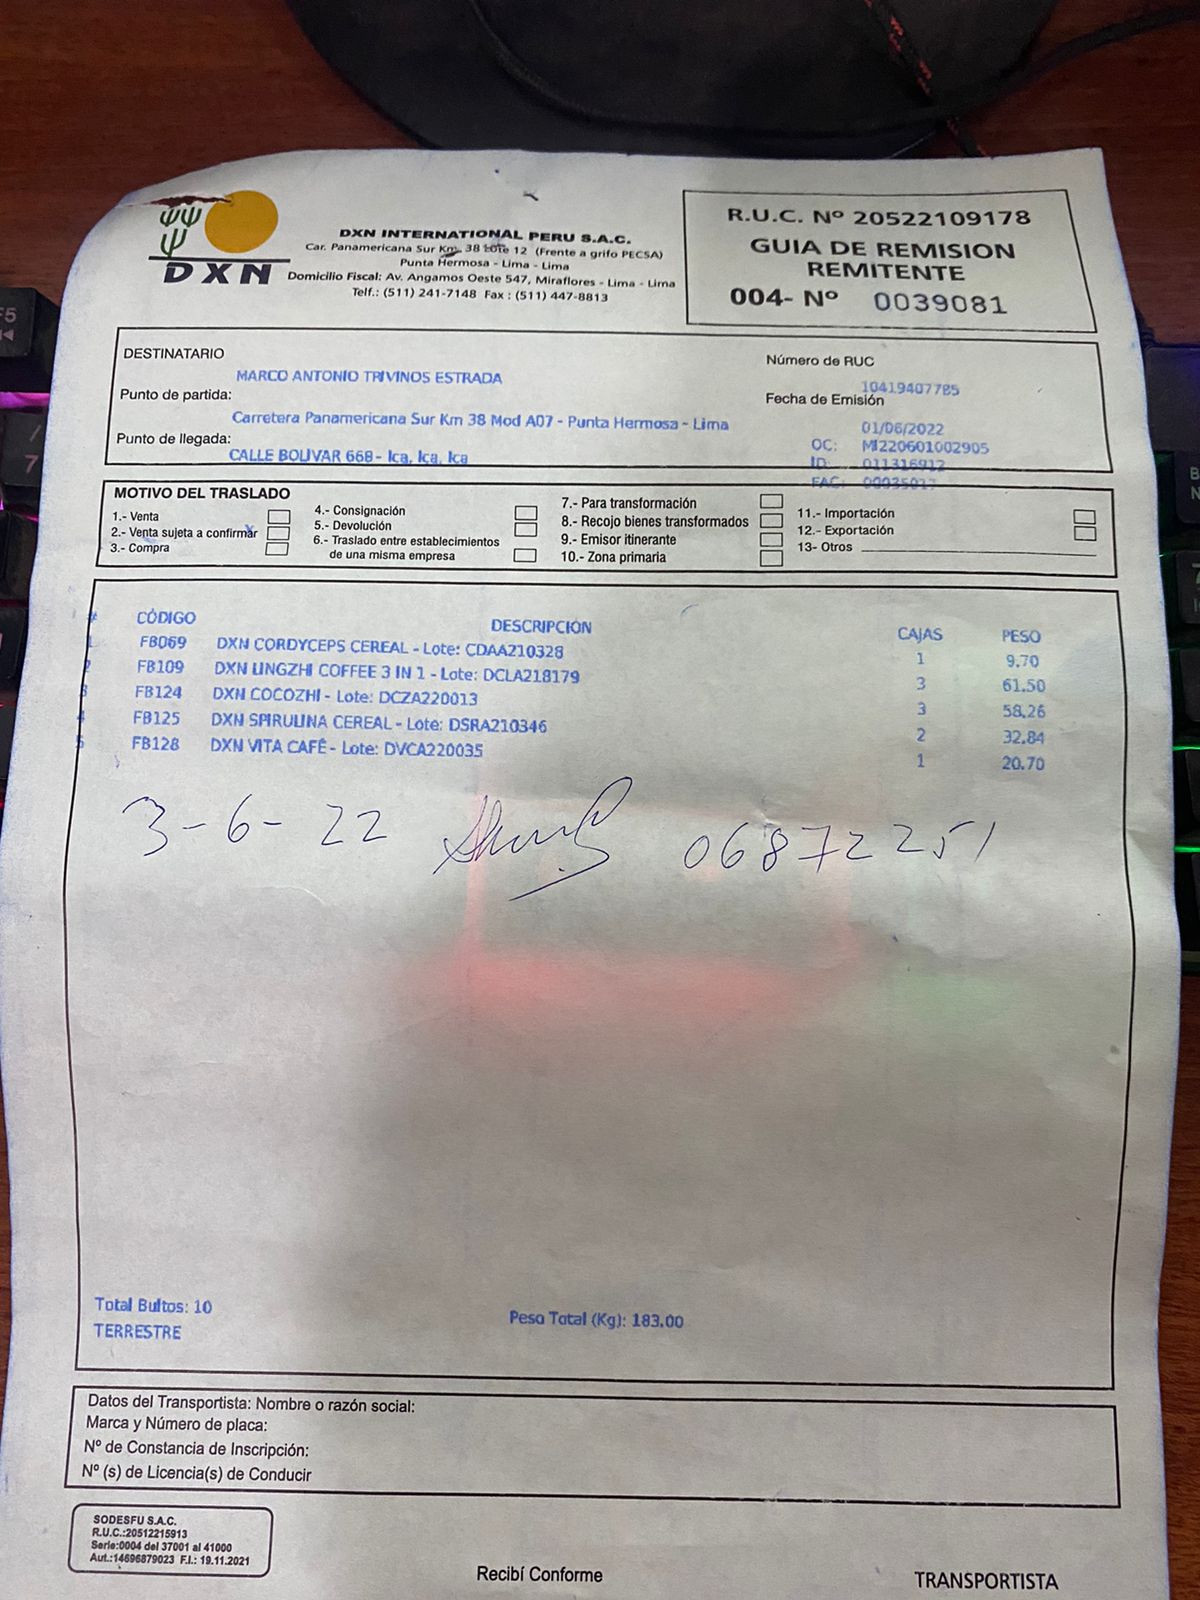 DXN
DXN INTERNATIONAL PERU S.A.C.
Car. Panamericana Sur Km. 38 Lote 12 (Frente a grifo PECSA)
Punta Hermosa - Lima - Lima
Domicilio Fiscal: Av. Angamos Oeste 547, Miraflores - Lima - Lima
Telf.: (511) 241-7148 Fax : (511) 447-8813
R.U.C. Nº 20522109178
GUIA DE REMISION
REMITENTE
004- Nº 0039081
DESTINATARIO
MARCO ANTONIO TRIVINOS ESTRADA
Número de RUC
10419407785
Punto de partida:
Carretera Panamericana Sur Km 38 Mod A07 - Punta Hermosa - Lima
Fecha de Emisión
01/06/2022
Punto de llegada:
CALLE BOLIVAR 668- Ica, Ica, Ica
OC: MI220601002905
ID: 011316912
FAC:
MOTIVO DEL TRASLADO
1.- Venta
2.- Venta sujeta a confirmar
3.- Compra
4.- Consignación
5.- Devolución
6.- Traslado entre establecimientos
de una misma empresa
7.- Para transformación
8.- Recojo bienes transformados
9.- Emisor itinerante
10.- Zona primaria
11.- Importación
12.- Exportación
13- Otros
# CÓDIGO DESCRIPCIÓN CAJAS PESO
1 FB069 DXN CORDYCEPS CEREAL - Lote: CDAA210328 1 9.70
2 FB109 DXN LINGZHI COFFEE 3 IN 1 - Lote: DCLA218179 3 61.50
3 FB124 DXN COCOZHI - Lote: DCZA220013 3 58.26
4 FB125 DXN SPIRULINA CEREAL - Lote: DSRA210346 2 32.84
5 FB128 DXN VITA CAFÉ - Lote: DVCA220035 1 20.70
3-6-22 06872251
Total Bultos: 10
Peso Total (Kg): 183.00
TERRESTRE
Datos del Transportista: Nombre o razón social:
Marca y Número de placa:
Nº de Constancia de Inscripción:
Nº (s) de Licencia(s) de Conducir
SODESFU S.A.C.
R.U.C.:20512215913
Serie:0004 del 37001 al 41000
Aut.:14696879023 F.I.: 19.11.2021
Recibí Conforme
TRANSPORTISTA